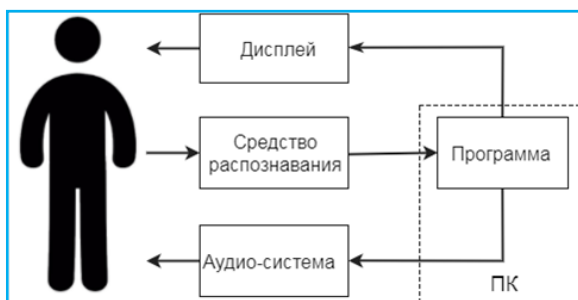 Дисплей
Средство
распознавания
Программа
Аудио-система
ПК